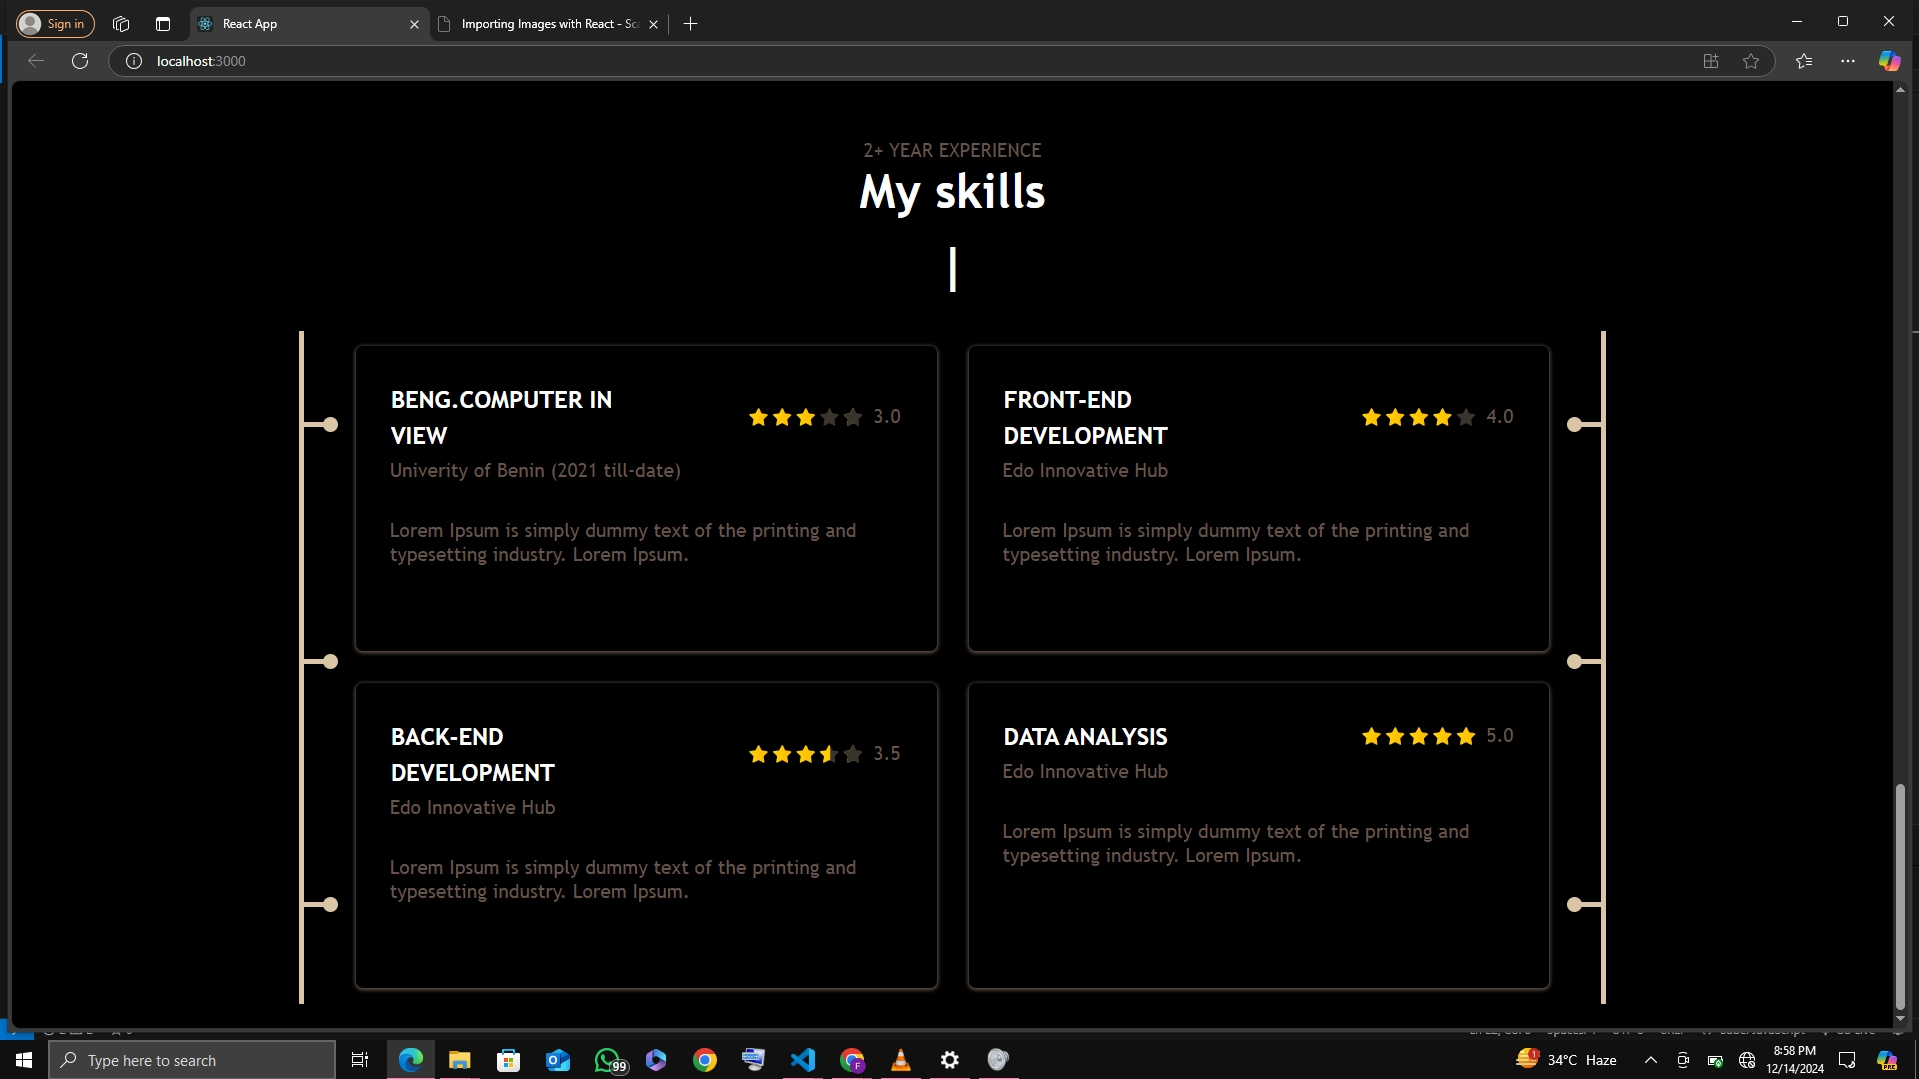 Sign in
React App
Importing Images with React - Sc
localhost:3000
2+ YEAR EXPERIENCE
My skills
BENG.COMPUTER IN
VIEW
3.0
Univerity of Benin (2021 till-date)
Lorem Ipsum is simply dummy text of the printing and
typesetting industry. Lorem Ipsum.
FRONT-END
DEVELOPMENT
4.0
Edo Innovative Hub
Lorem Ipsum is simply dummy text of the printing and
typesetting industry. Lorem Ipsum.
BACK-END
DEVELOPMENT
3.5
Edo Innovative Hub
Lorem Ipsum is simply dummy text of the printing and
typesetting industry. Lorem Ipsum.
DATA ANALYSIS
5.0
Edo Innovative Hub
Lorem Ipsum is simply dummy text of the printing and
typesetting industry. Lorem Ipsum.
Type here to search
99
1
34°C Haze
8:58 PM
12/14/2024
PRE